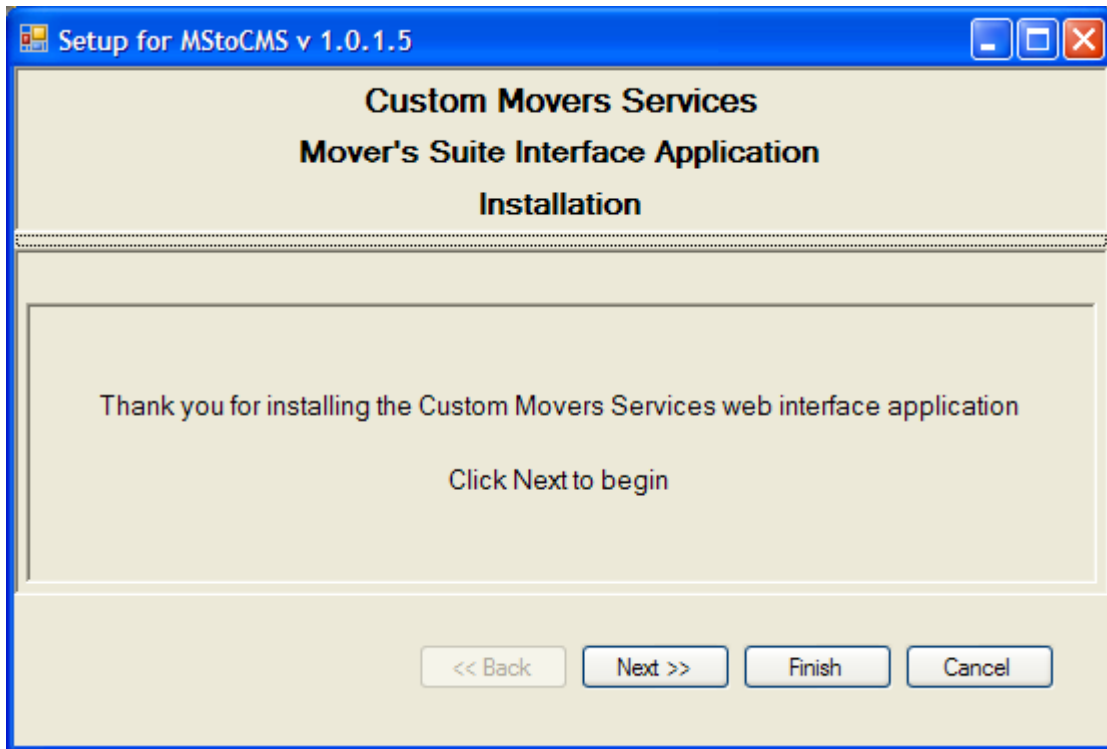 Setup for MStoCMS v 1.0.1.5
Custom Movers Services
Mover's Suite Interface Application
Installation
Thank you for installing the Custom Movers Services web interface application
Click Next to begin
<< Back
Next >>
Finish
Cancel